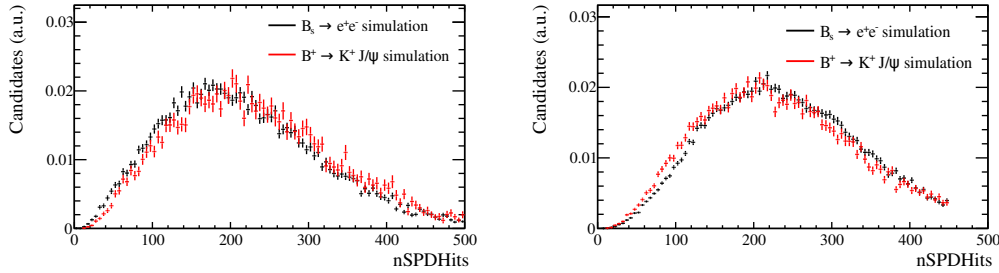 Candidates (a.u.)
0.03
0.02
0.01
0
B_s → e⁺e⁻ simulation
B⁺ → K⁺ J/ψ simulation
0 100 200 300 400 500
nSPDHits
Candidates (a.u.)
0.03
0.02
0.01
0
B_s → e⁺e⁻ simulation
B⁺ → K⁺ J/ψ simulation
0 100 200 300 400 500
nSPDHits